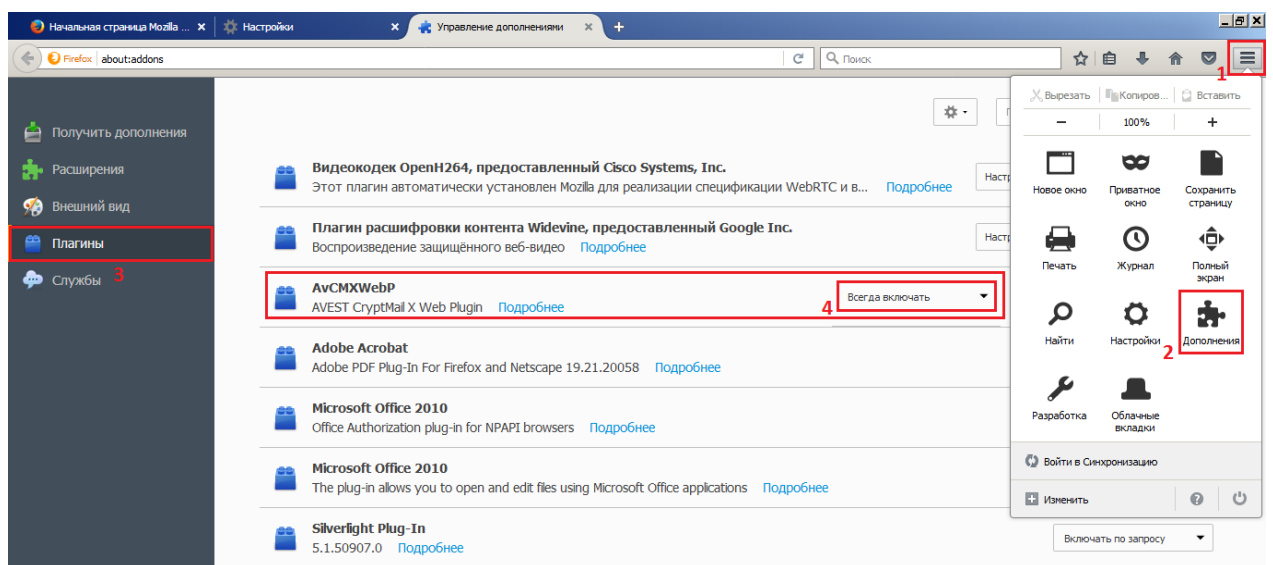 Начальная страница Mozilla ...
Настройки
Управление дополнениями
Firefox
about:addons
Поиск
1
Получить дополнения
Расширения
Внешний вид
Плагины
3
Службы
Видеокодек OpenH264, предоставленный Cisco Systems, Inc.
Этот плагин автоматически установлен Mozilla для реализации спецификации WebRTC и в... Подробнее
Настр
Плагин расшифровки контента Widevine, предоставленный Google Inc.
Воспроизведение защищённого веб-видео Подробнее
Настр
AvCMXWebP
AVEST CryptMail X Web Plugin Подробнее
4
Всегда включать
Adobe Acrobat
Adobe PDF Plug-In For Firefox and Netscape 19.21.20058 Подробнее
Microsoft Office 2010
Office Authorization plug-in for NPAPI browsers Подробнее
Microsoft Office 2010
The plug-in allows you to open and edit files using Microsoft Office applications Подробнее
Silverlight Plug-In
5.1.50907.0 Подробнее
Включать по запросу
Вырезать
Копиров...
Вставить
− 100% +
Новое окно
Приватное
окно
Сохранить
страницу
Печать
Журнал
Полный
экран
Найти
Настройки
2
Дополнения
Разработка
Облачные
вкладки
Войти в Синхронизацию
Изменить